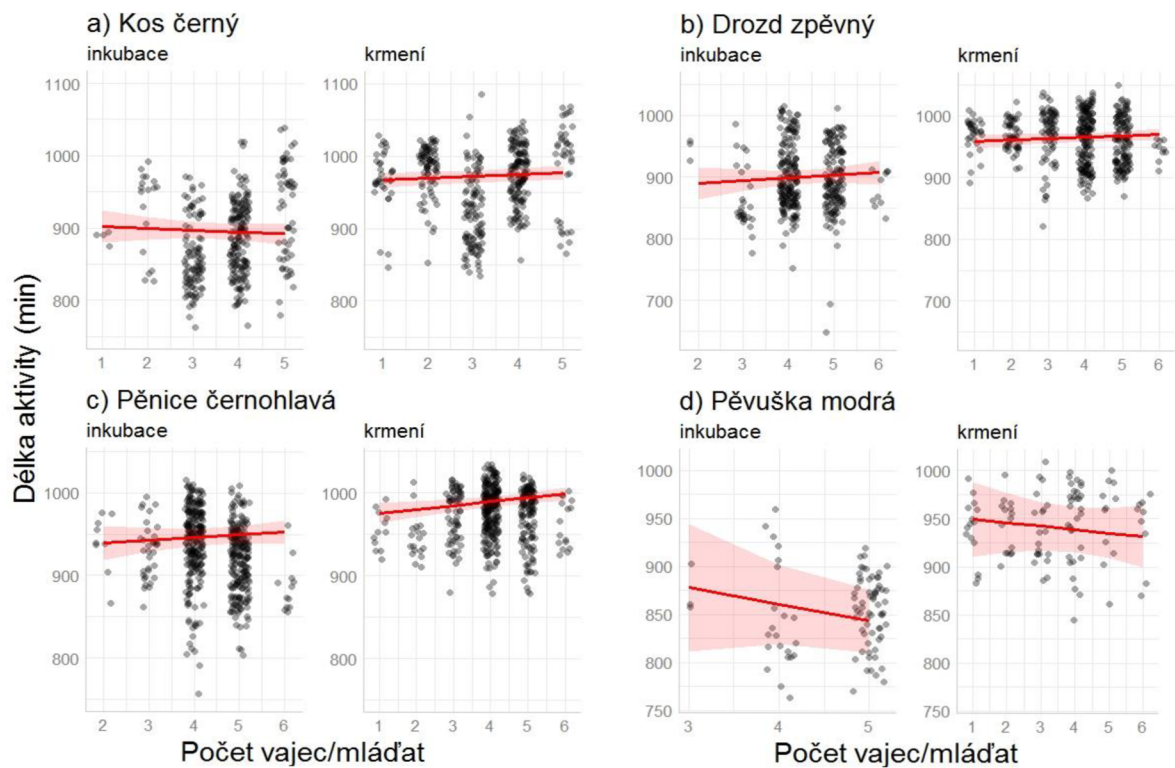 a) Kos černý
inkubace
krmení
1100
1000
900
800
1 2 3 4 5
1100
1000
900
800
1 2 3 4 5
b) Drozd zpěvný
inkubace
krmení
1000
900
800
700
2 3 4 5 6
1000
900
800
700
1 2 3 4 5 6
Délka aktivity (min)
c) Pěnice černohlavá
inkubace
krmení
1000
900
800
2 3 4 5 6
1000
900
800
1 2 3 4 5 6
Počet vajec/mláďat
d) Pěvuška modrá
inkubace
krmení
1000
950
900
850
800
750
3 4 5
1000
950
900
850
800
750
1 2 3 4 5 6
Počet vajec/mláďat